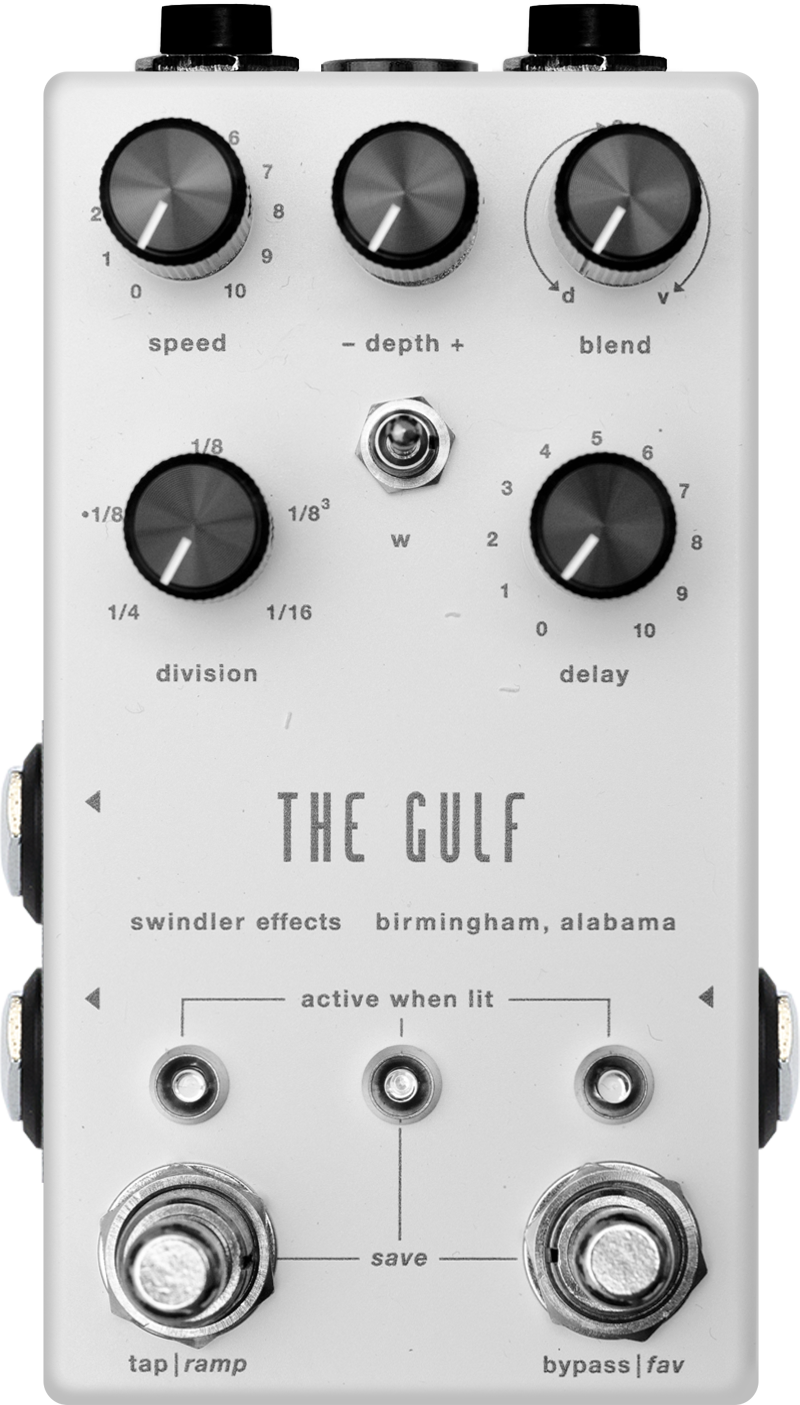 6
7
2 8
1 9
0 10
d v
speed – depth + blend
1/8 5
4 6
•1/8 1/8³ 3 7
w 2 8
1 9
1/4 1/16 0 10
division delay
THE GULF
swindler effects birmingham, alabama
active when lit
save
tap|ramp bypass|fav